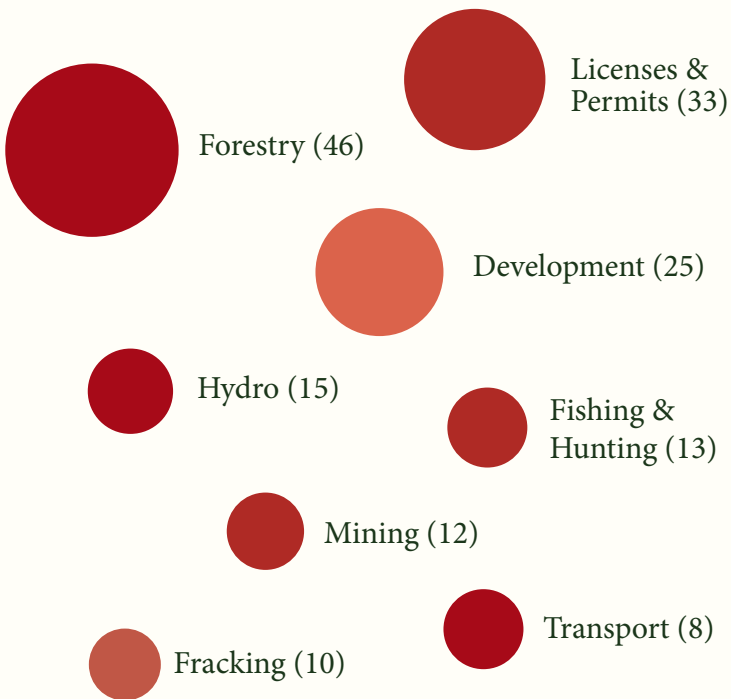 Licenses &
Permits (33)
Forestry (46)
Development (25)
Hydro (15)
Fishing &
Hunting (13)
Mining (12)
Transport (8)
Fracking (10)